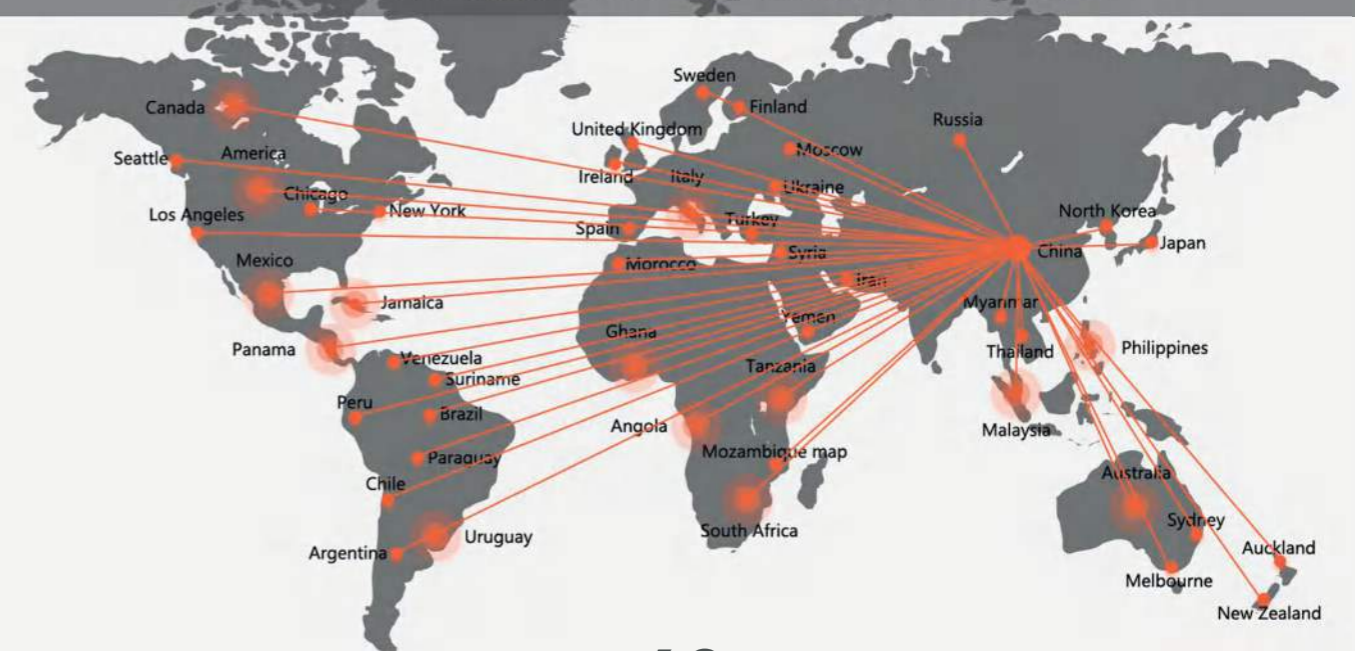 Sweden
Canada
Finland
Russia
United Kingdom
Seattle
America
Moscow
Ireland
Italy
Ukraine
Chicago
Los Angeles
New York
Spain
Turkey
North Korea
Japan
Mexico
Morocco
Syria
China
Iran
Jamaica
Myanmar
Yemen
Ghana
Panama
Venezuela
Thailand
Philippines
Suriname
Tanzania
Peru
Brazil
Angola
Malaysia
Paraguay
Mozambique map
Chile
Australia
Sydney
Uruguay
South Africa
Argentina
Auckland
Melbourne
New Zealand